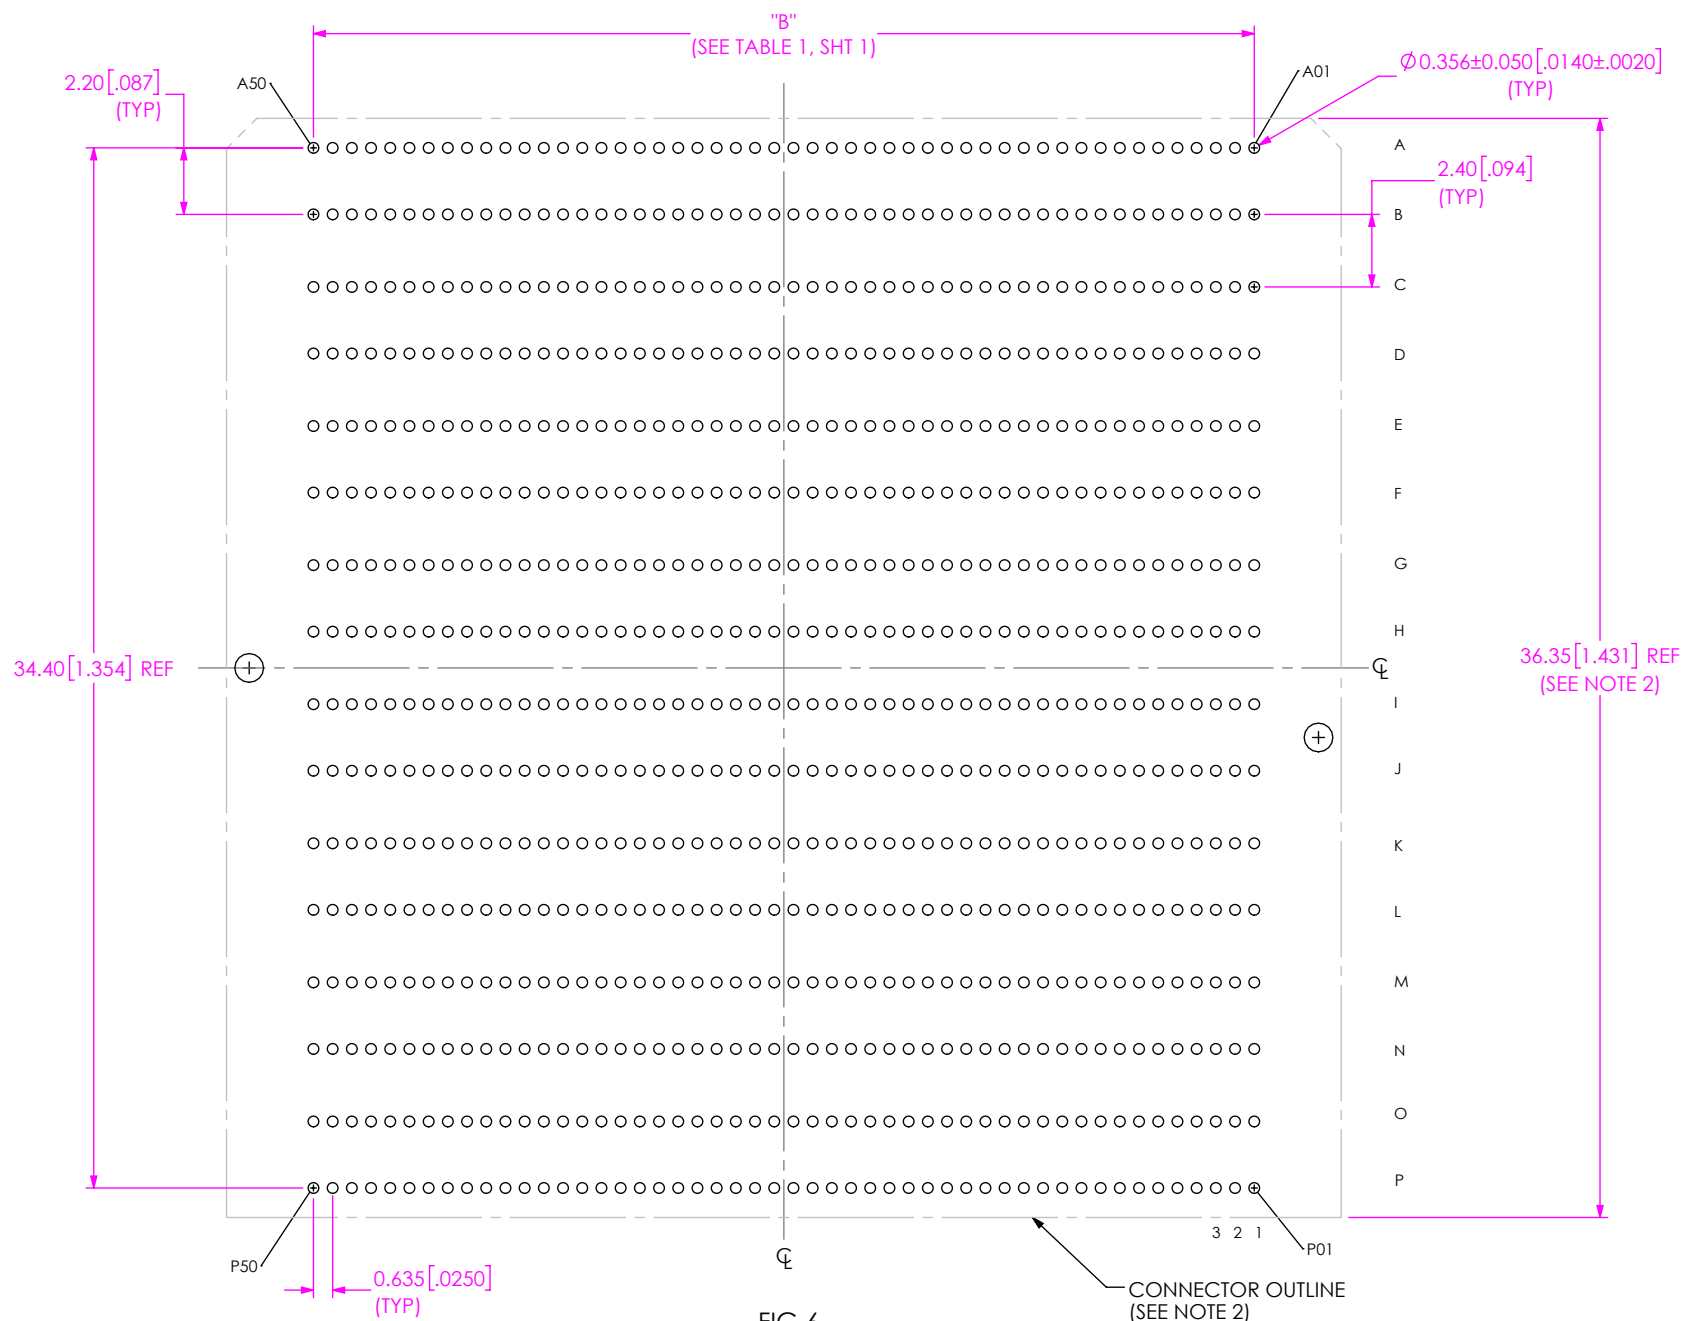 "B"
(SEE TABLE 1, SHT 1)
2.20[.087]
(TYP)
A50
A01
Ø0.356±0.050[.0140±.0020]
(TYP)
A
2.40[.094]
(TYP)
B
C
D
E
F
G
H
34.40[1.354] REF
℄
36.35[1.431] REF
(SEE NOTE 2)
I
J
K
L
M
N
O
P
3 2 1
P50
P01
℄
0.635[.0250]
(TYP)
CONNECTOR OUTLINE
(SEE NOTE 2)